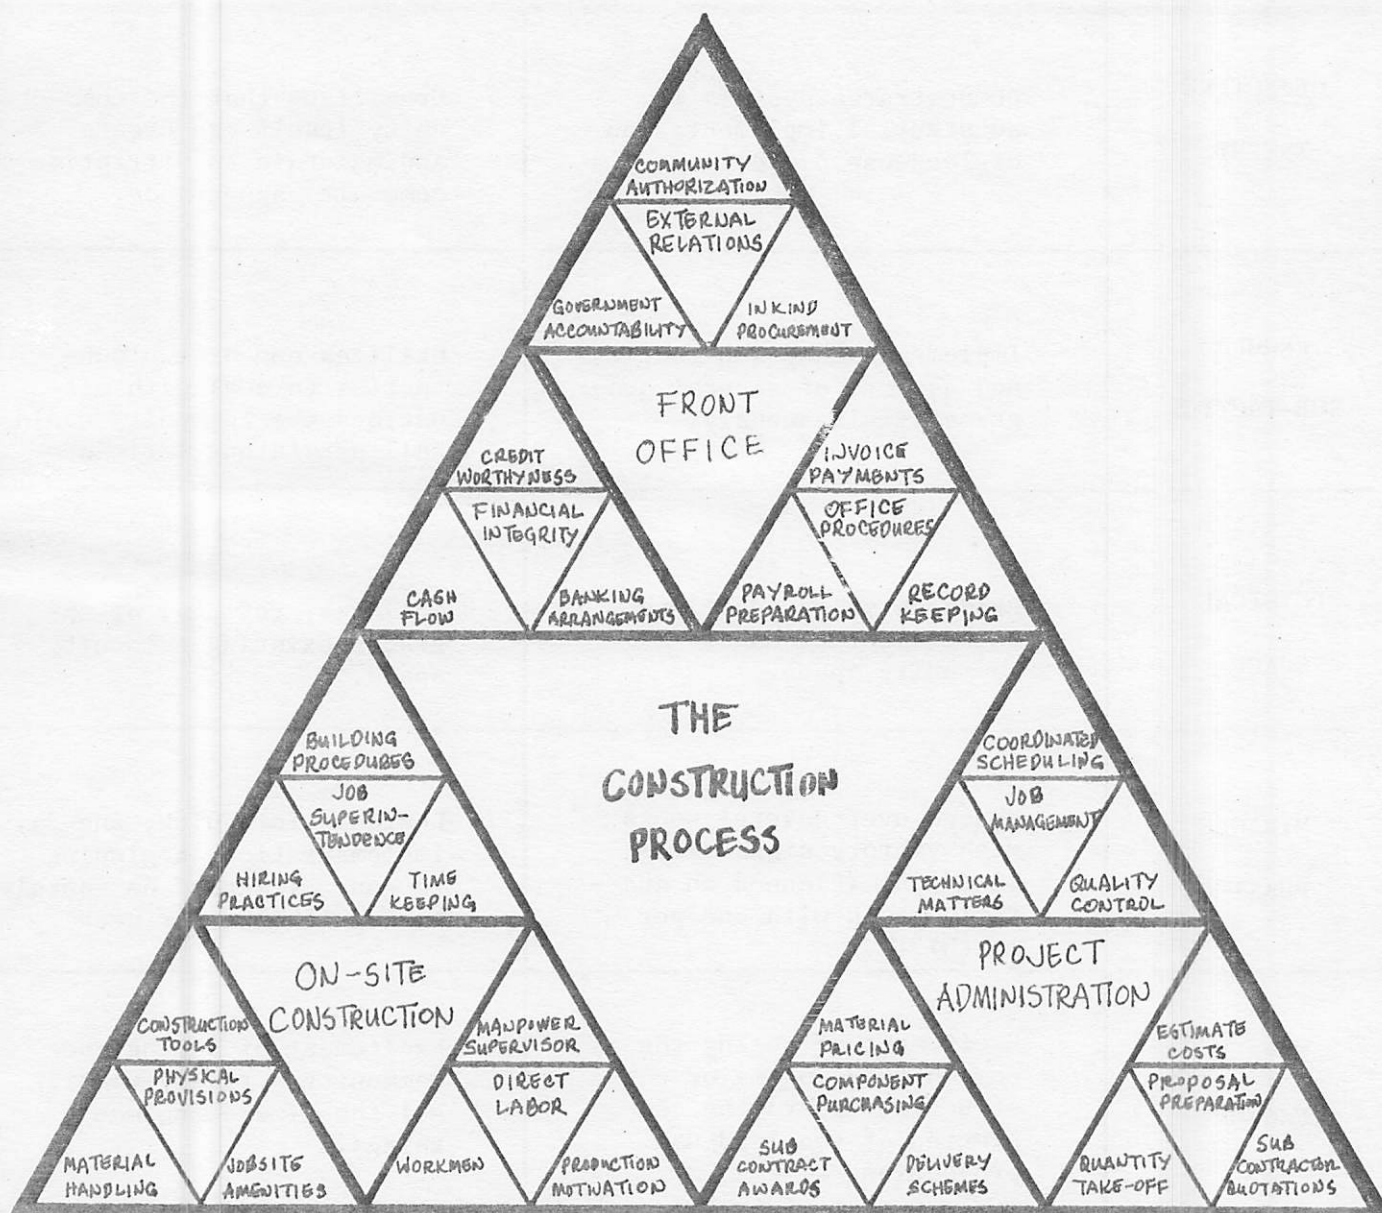 COMMUNITY
AUTHORIZATION
EXTERNAL
RELATIONS
GOVERNMENT
ACCOUNTABILITY
IN KIND
PROCUREMENT
FRONT
OFFICE
CREDIT
WORTHYNESS
FINANCIAL
INTEGRITY
CASH
FLOW
BANKING
ARRANGEMENTS
INVOICE
PAYMENTS
OFFICE
PROCEDURES
PAYROLL
PREPARATION
RECORD
KEEPING
THE
CONSTRUCTION
PROCESS
BUILDING
PROCEDURES
JOB
SUPERIN-
TENDENCE
HIRING
PRACTICES
TIME
KEEPING
COORDINATED
SCHEDULING
JOB
MANAGEMENT
TECHNICAL
MATTERS
QUALITY
CONTROL
ON-SITE
CONSTRUCTION
CONSTRUCTION
TOOLS
PHYSICAL
PROVISIONS
MATERIAL
HANDLING
JOBSITE
AMENITIES
MANPOWER
SUPERVISOR
DIRECT
LABOR
WORKMEN
PRODUCTION
MOTIVATION
PROJECT
ADMINISTRATION
MATERIAL
PRICING
COMPONENT
PURCHASING
SUB
CONTRACT
AWARDS
DELIVERY
SCHEMES
ESTIMATE
COSTS
PROPOSAL
PREPARATION
QUANTITY
TAKE-OFF
SUB
CONTRACTOR
QUOTATIONS